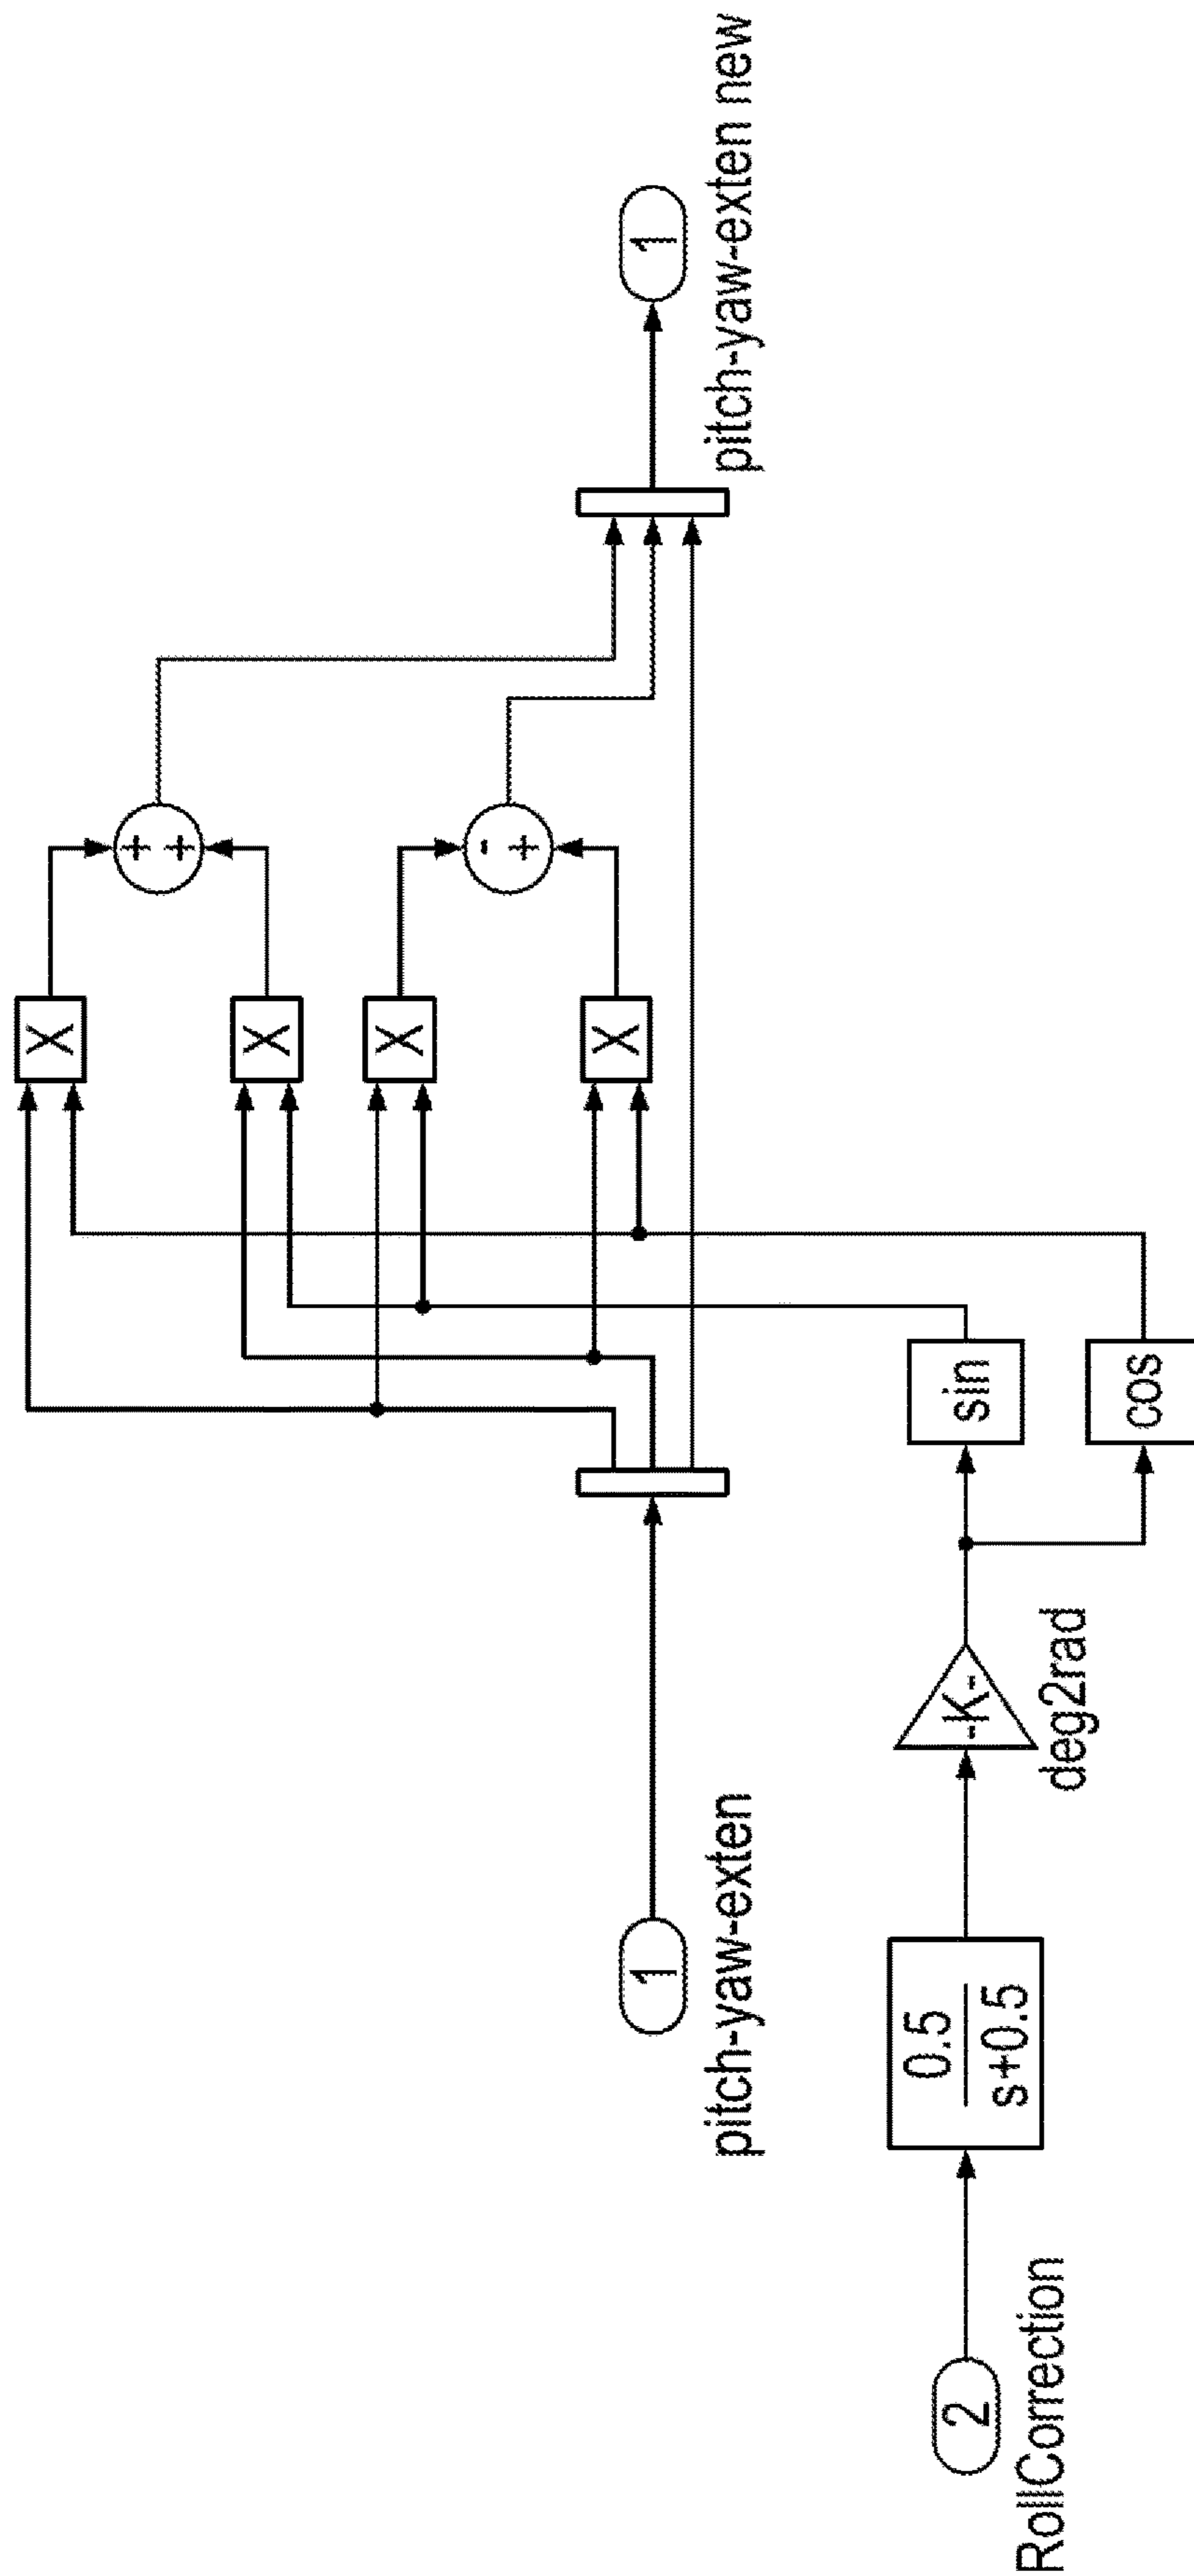 X
+
+
X
X
-
+
X
1
pitch-yaw-exten
1
pitch-yaw-exten new
2
RollCorrection
0.5
s+0.5
-K-
deg2rad
sin
cos